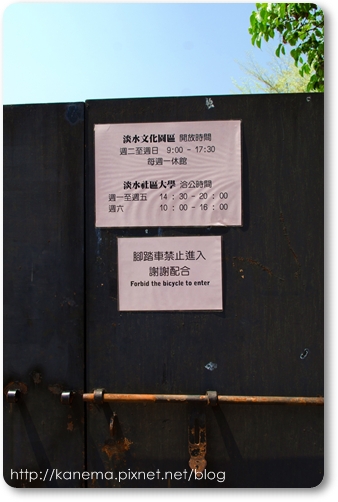 淡水文化園區 開放時間
週二至週日 9:00 ~ 17:30
每週一休館
淡水社區大學 洽公時間
週一至週五 14 : 30 - 20 : 00
週六 10 : 00 - 16 : 00
腳踏車禁止進入
謝謝配合
Forbid the bicycle to enter
http://kanema.pixnet.net/blog